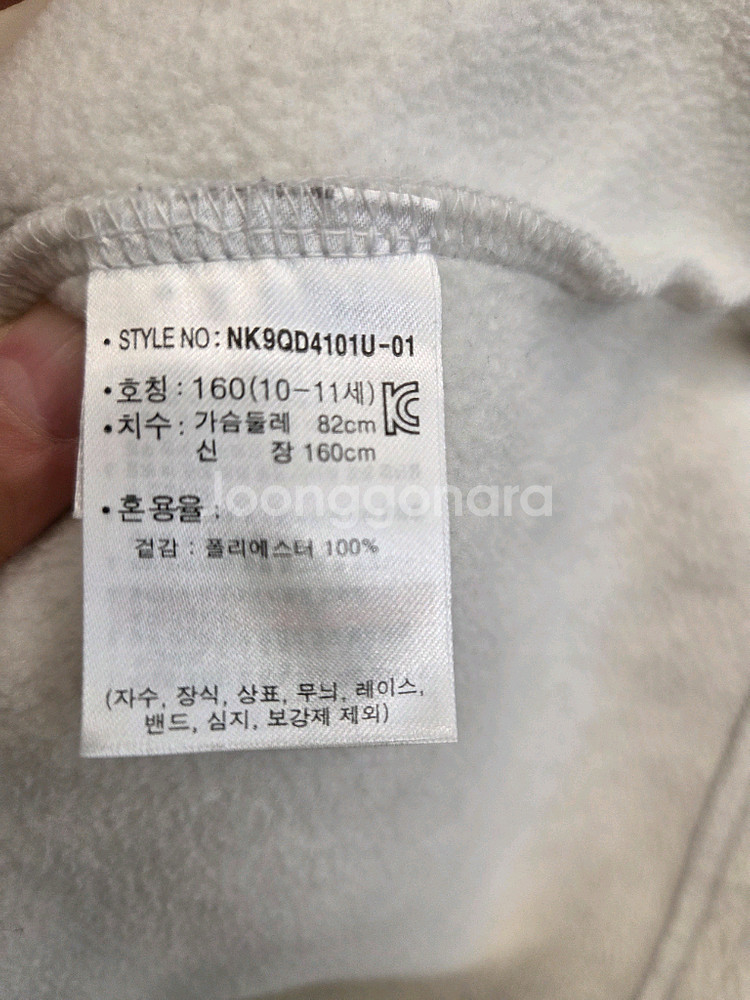 • STYLE NO: NK9QD4101U-01
• 호칭 : 160(10-11세)
• 치수 : 가슴둘레 82cm
신 장 160cm
• 혼용율 :
loonggonara
겉감 : 폴리에스터 100%
(자수, 장식, 상표, 무늬, 레이스,
밴드, 심지, 보강제 제외)